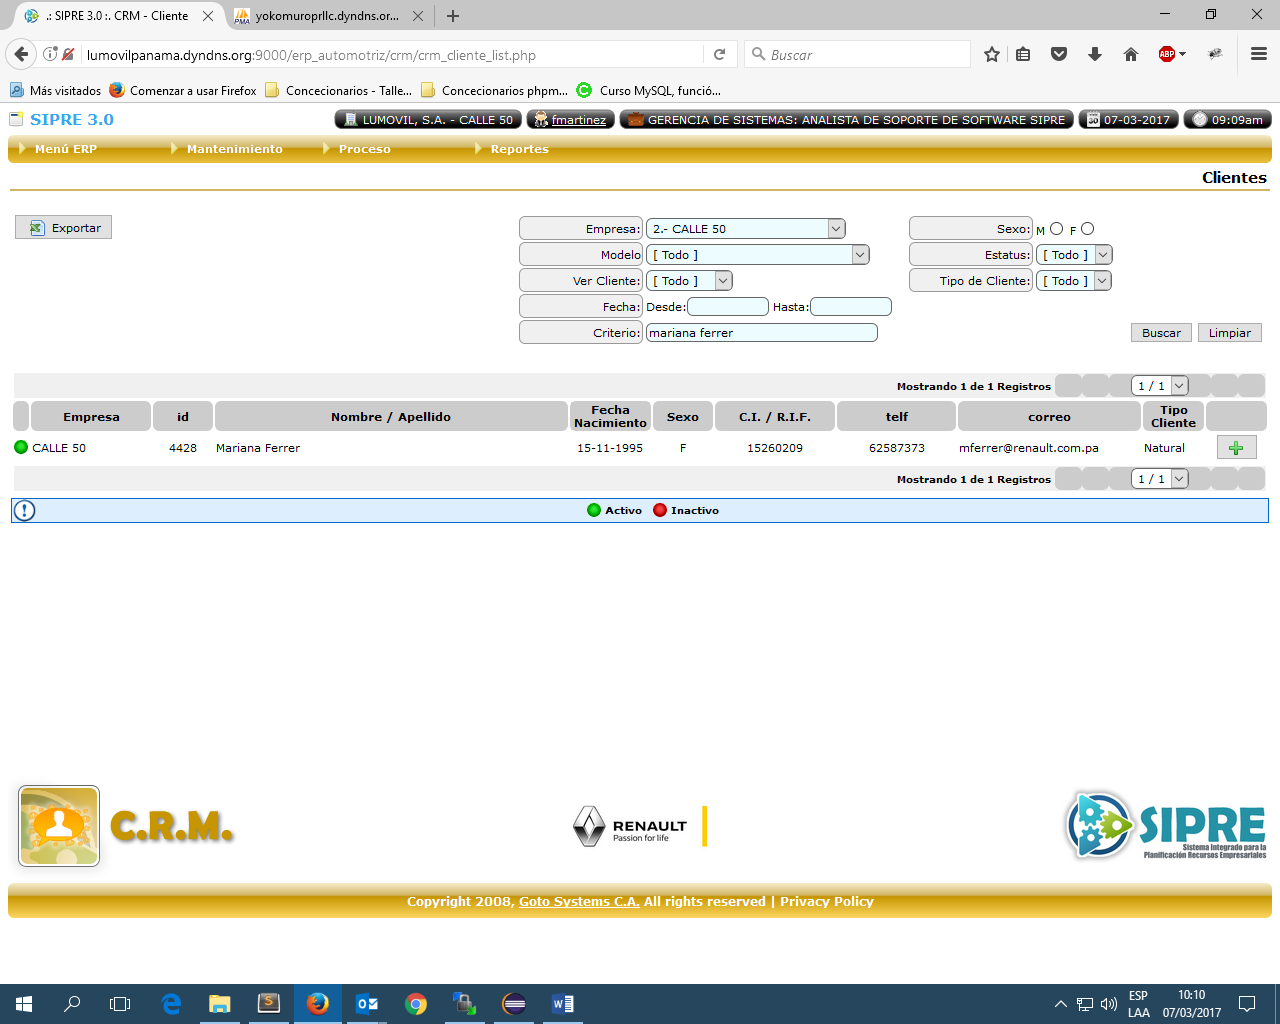 .: SIPRE 3.0 :. CRM - Cliente
yokomuroprllc.dyndns.or...
lumovilpanama.dyndns.org:9000/erp_automotriz/crm/crm_cliente_list.php
Buscar
ABP
Más visitados Comenzar a usar Firefox Concecionarios - Talle... Concecionarios phpm... Curso MySQL, funció...
SIPRE 3.0
LUMOVIL, S.A. - CALLE 50 fmartinez GERENCIA DE SISTEMAS: ANALISTA DE SOPORTE DE SOFTWARE SIPRE 07-03-2017 09:09am
Menú ERP Mantenimiento Proceso Reportes
Clientes
Exportar
Empresa: 2.- CALLE 50 Sexo: M F
Modelo [ Todo ] Estatus: [ Todo ]
Ver Cliente: [ Todo ] Tipo de Cliente: [ Todo ]
Fecha: Desde: Hasta:
Criterio: mariana ferrer Buscar Limpiar
Mostrando 1 de 1 Registros 1 / 1
Empresa id Nombre / Apellido Fecha Nacimiento Sexo C.I. / R.I.F. telf correo Tipo Cliente
CALLE 50 4428 Mariana Ferrer 15-11-1995 F 15260209 62587373 mferrer@renault.com.pa Natural
Mostrando 1 de 1 Registros 1 / 1
Activo Inactivo
C.R.M.
RENAULT
Passion for life
SIPRE
Sistema Integrado para la
Planificación Recursos Empresariales
Copyright 2008, Goto Systems C.A. All rights reserved | Privacy Policy
ESP 10:10
LAA 07/03/2017